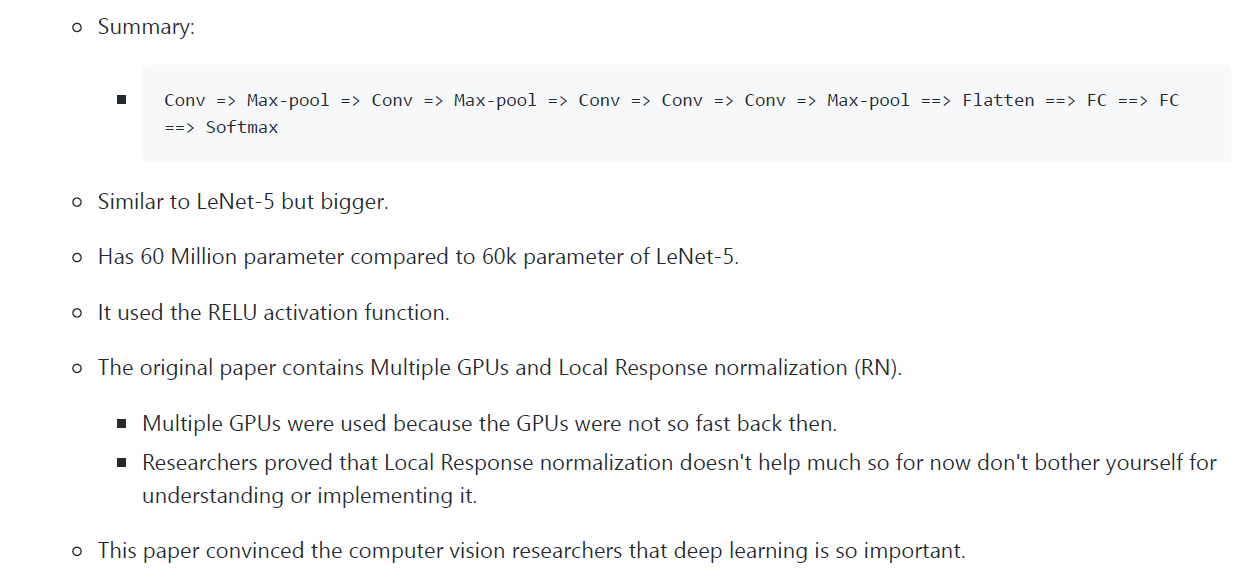 Summary:
Conv => Max-pool => Conv => Max-pool => Conv => Conv => Conv => Max-pool ==> Flatten ==> FC ==> FC
==> Softmax
Similar to LeNet-5 but bigger.
Has 60 Million parameter compared to 60k parameter of LeNet-5.
It used the RELU activation function.
The original paper contains Multiple GPUs and Local Response normalization (RN).
Multiple GPUs were used because the GPUs were not so fast back then.
Researchers proved that Local Response normalization doesn't help much so for now don't bother yourself for
understanding or implementing it.
This paper convinced the computer vision researchers that deep learning is so important.